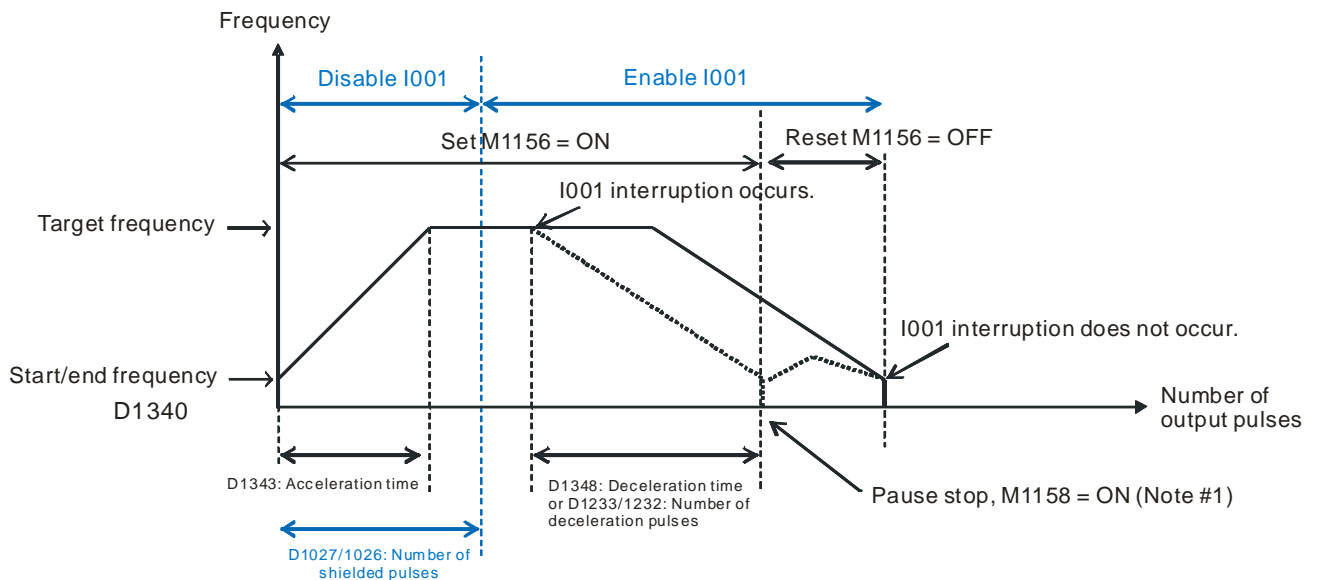 Frequency
Disable I001
Enable I001
Set M1156 = ON
Reset M1156 = OFF
I001 interruption occurs.
Target frequency
I001 interruption does not occur.
Start/end frequency
D1340
Number of
output pulses
D1343: Acceleration time
D1348: Deceleration time
or D1233/1232: Number of
deceleration pulses
Pause stop, M1158 = ON (Note #1)
D1027/1026: Number of
shielded pulses